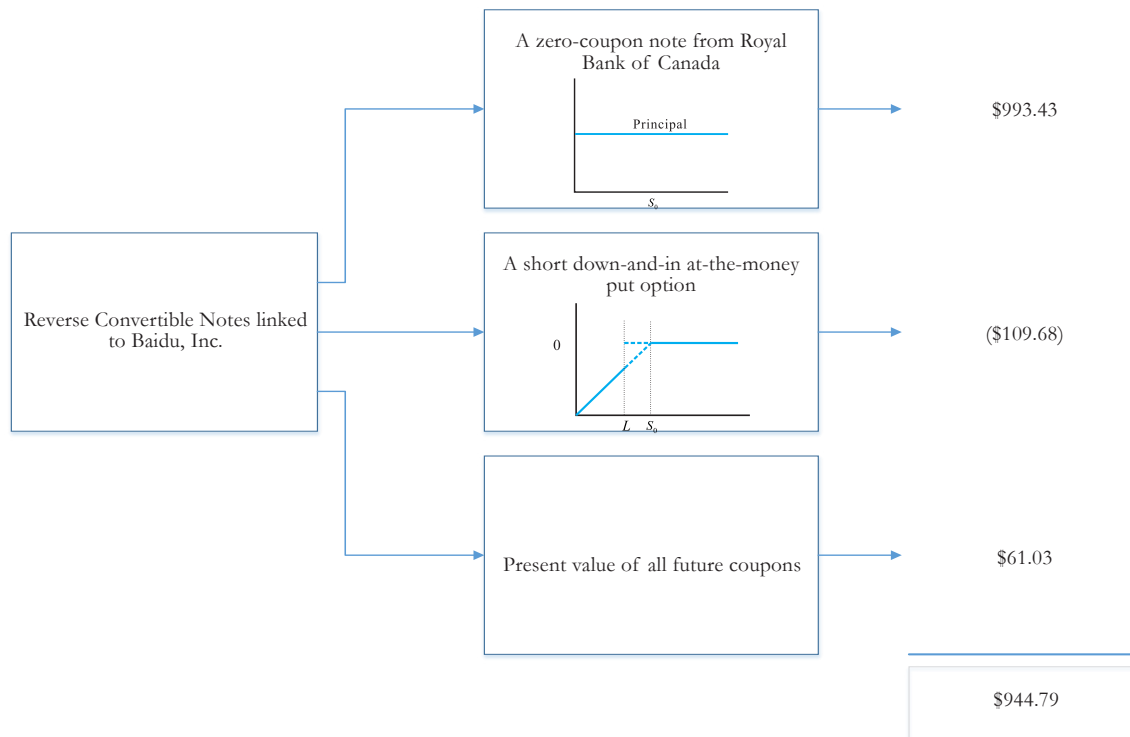 A zero-coupon note from Royal
Bank of Canada
Principal
S₀
$993.43
Reverse Convertible Notes linked
to Baidu, Inc.
A short down-and-in at-the-money
put option
0
L S₀
($109.68)
Present value of all future coupons
$61.03
$944.79